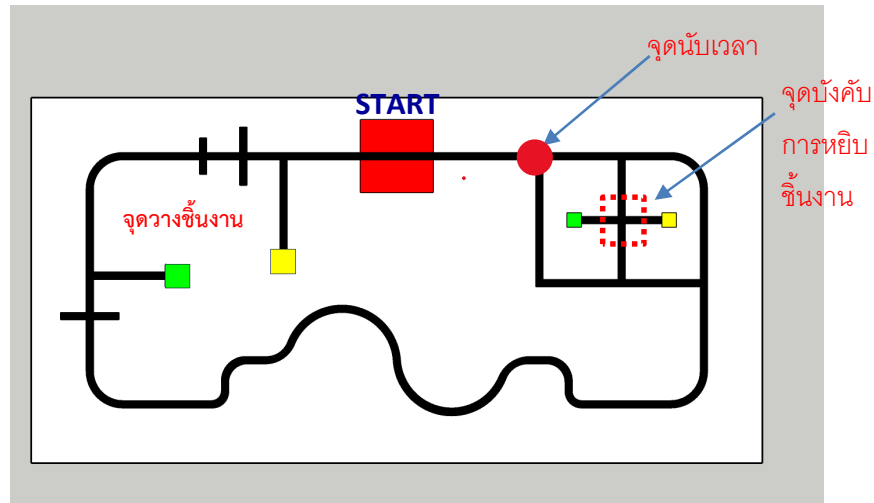 จุดนับเวลา
START
จุดบังคับ
การหยิบ
ชิ้นงาน
จุดวางชิ้นงาน